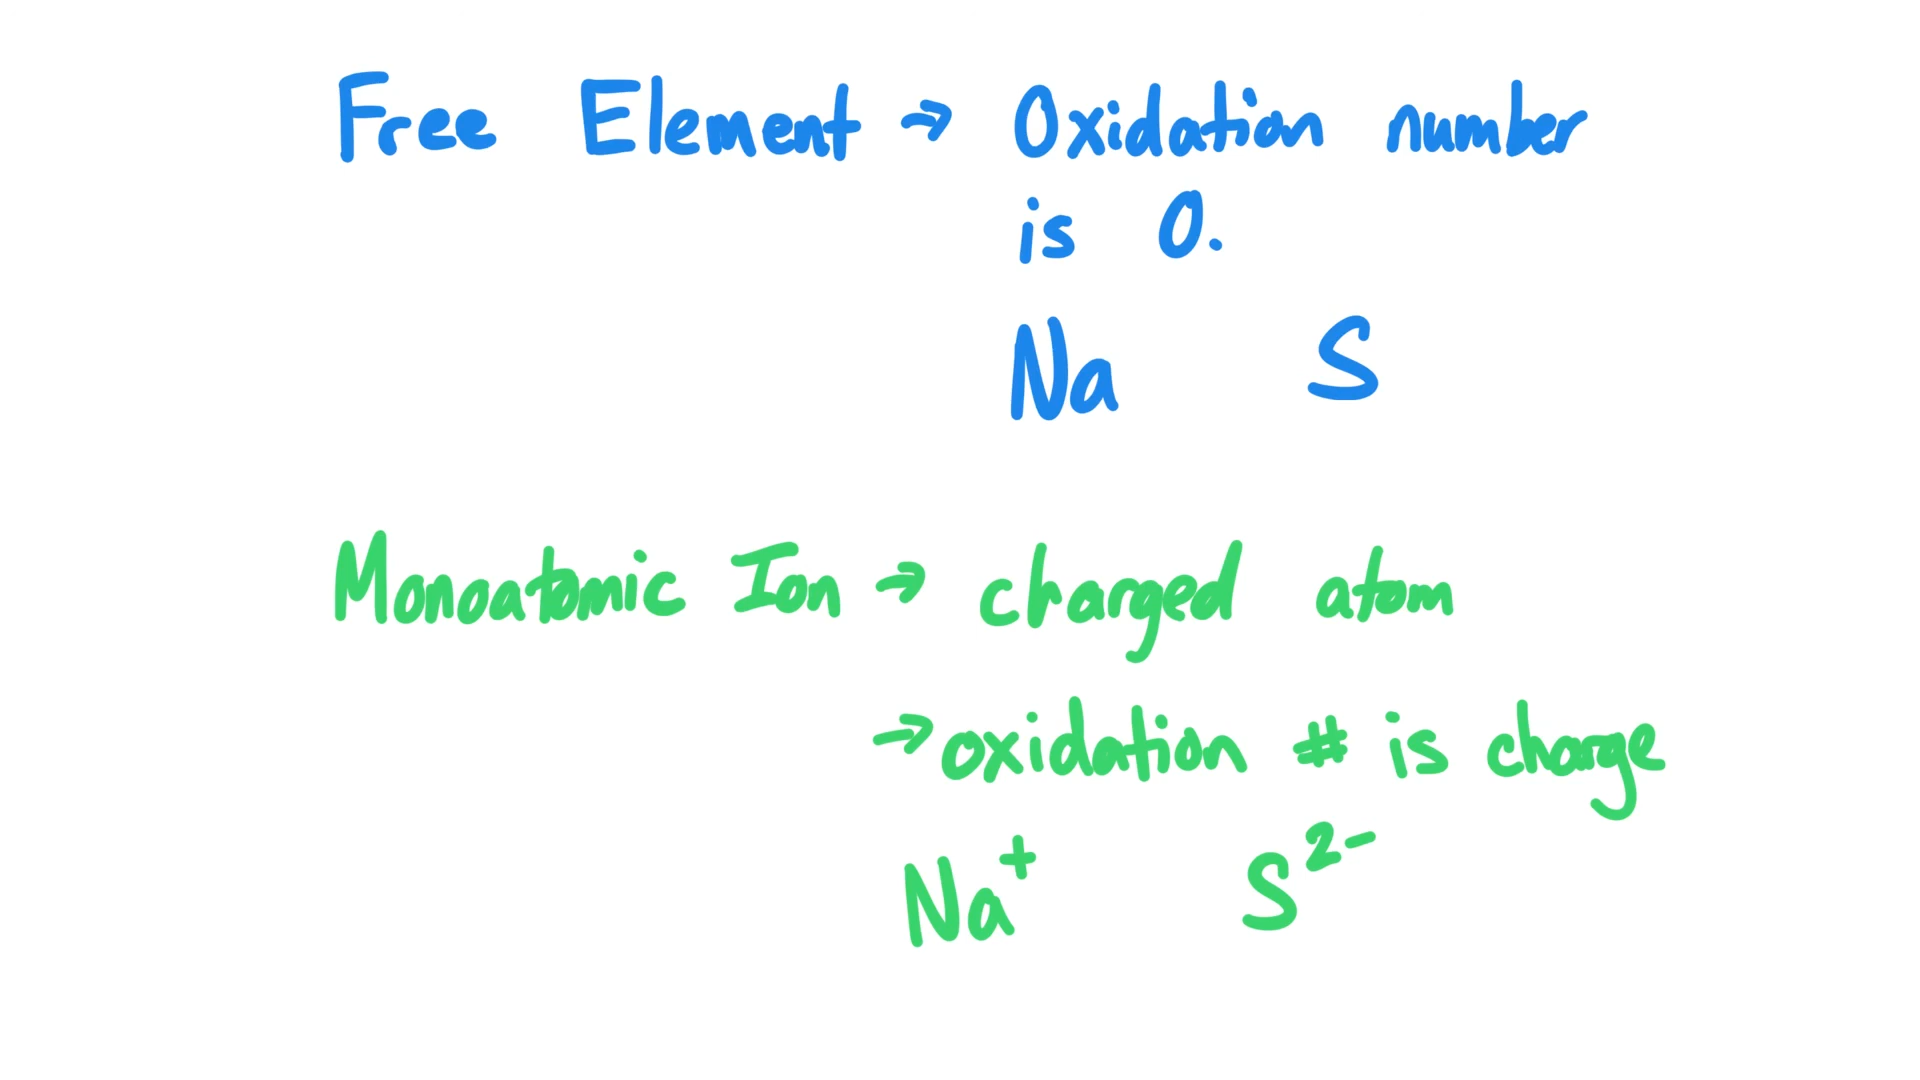 Free Element → Oxidation number
is 0.
Na S
Monoatomic Ion → charged atom
→ oxidation # is charge
Na⁺ S²⁻